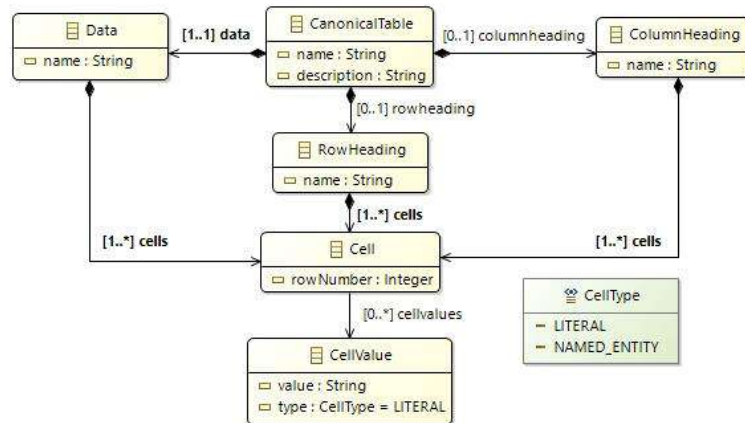 Data
name : String
[1..1] data
CanonicalTable
name : String
description : String
[0..1] columnheading
ColumnHeading
name : String
[0..1] rowheading
RowHeading
name : String
[1..*] cells
[1..*] cells
[1..*] cells
Cell
rowNumber : Integer
[0..*] cellvalues
CellType
LITERAL
NAMED_ENTITY
CellValue
value : String
type : CellType = LITERAL